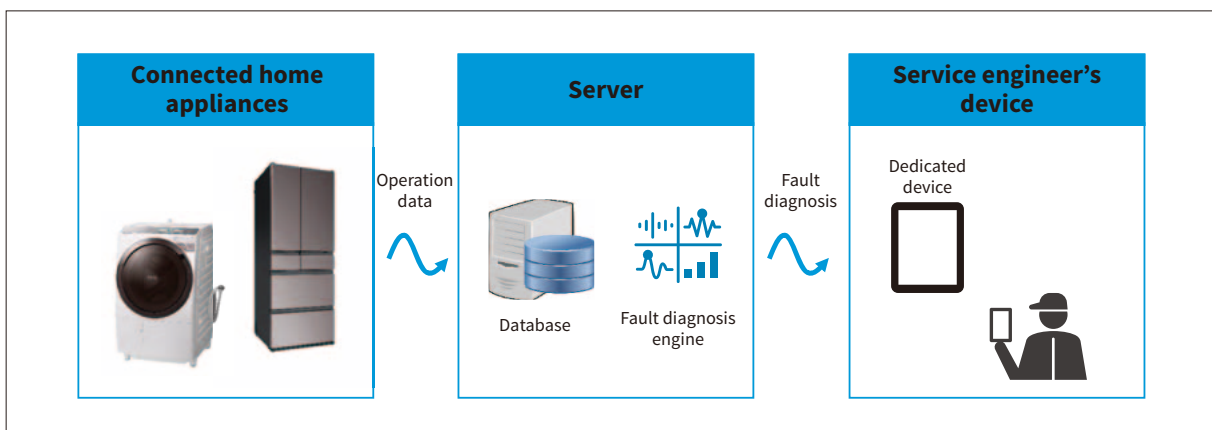 Connected home
appliances
Server
Service engineer’s
device
Operation
data
Database
Fault diagnosis
engine
Fault
diagnosis
Dedicated
device